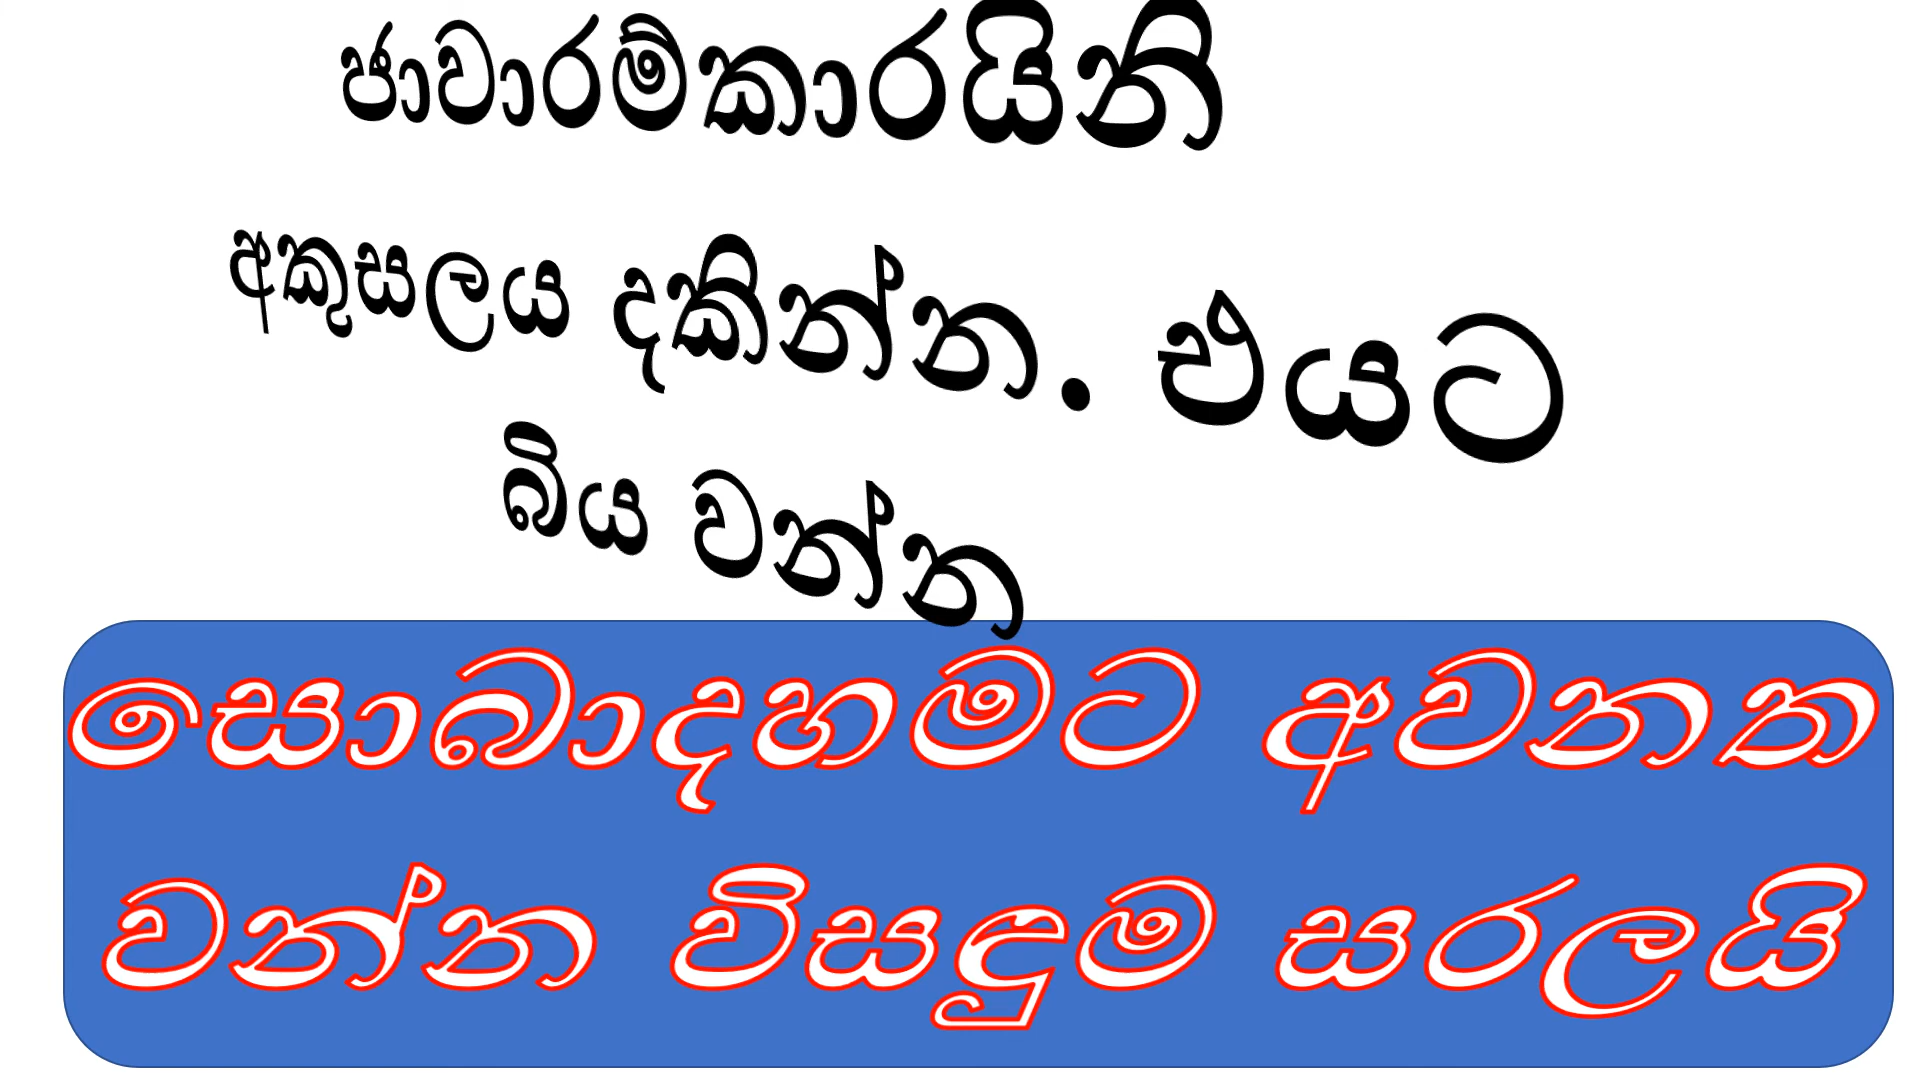 ජාවාරම්කාරයිනි
අකුසලය දකින්න. එයට
බිය වන්න
සොබාදහමට අවනත
වන්න විසඳුම සරලයි